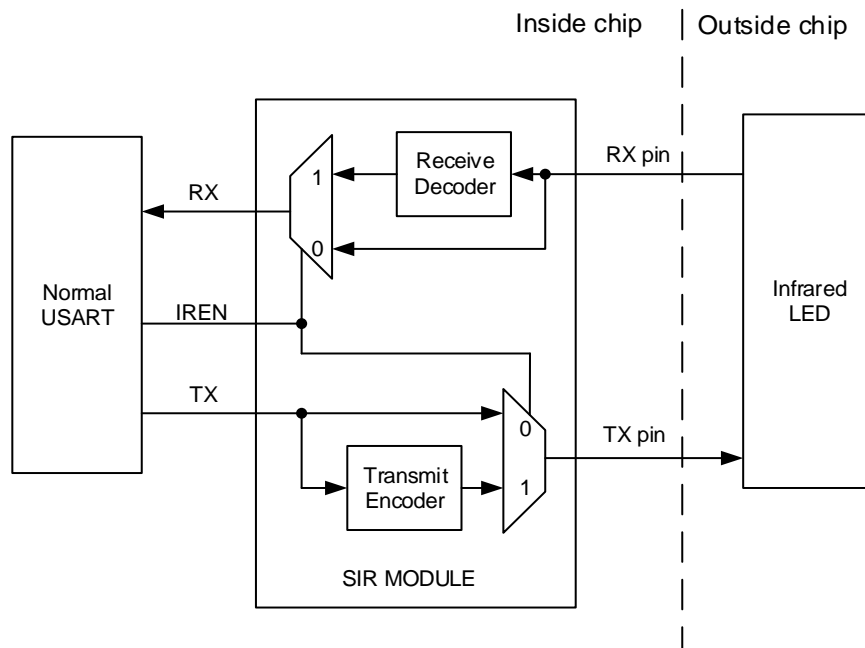 Inside chip
Outside chip
RX pin
Receive
Decoder
1
RX
0
Normal
USART
IREN
Infrared
LED
TX
0
TX pin
Transmit
Encoder
1
SIR MODULE